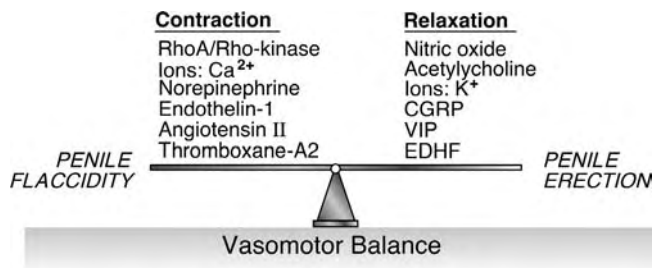 Contraction
RhoA/Rho-kinase
Ions: Ca²⁺
Norepinephrine
Endothelin-1
Angiotensin II
Thromboxane-A2
Relaxation
Nitric oxide
Acetylycholine
Ions: K⁺
CGRP
VIP
EDHF
PENILE
FLACCIDITY
PENILE
ERECTION
Vasomotor Balance